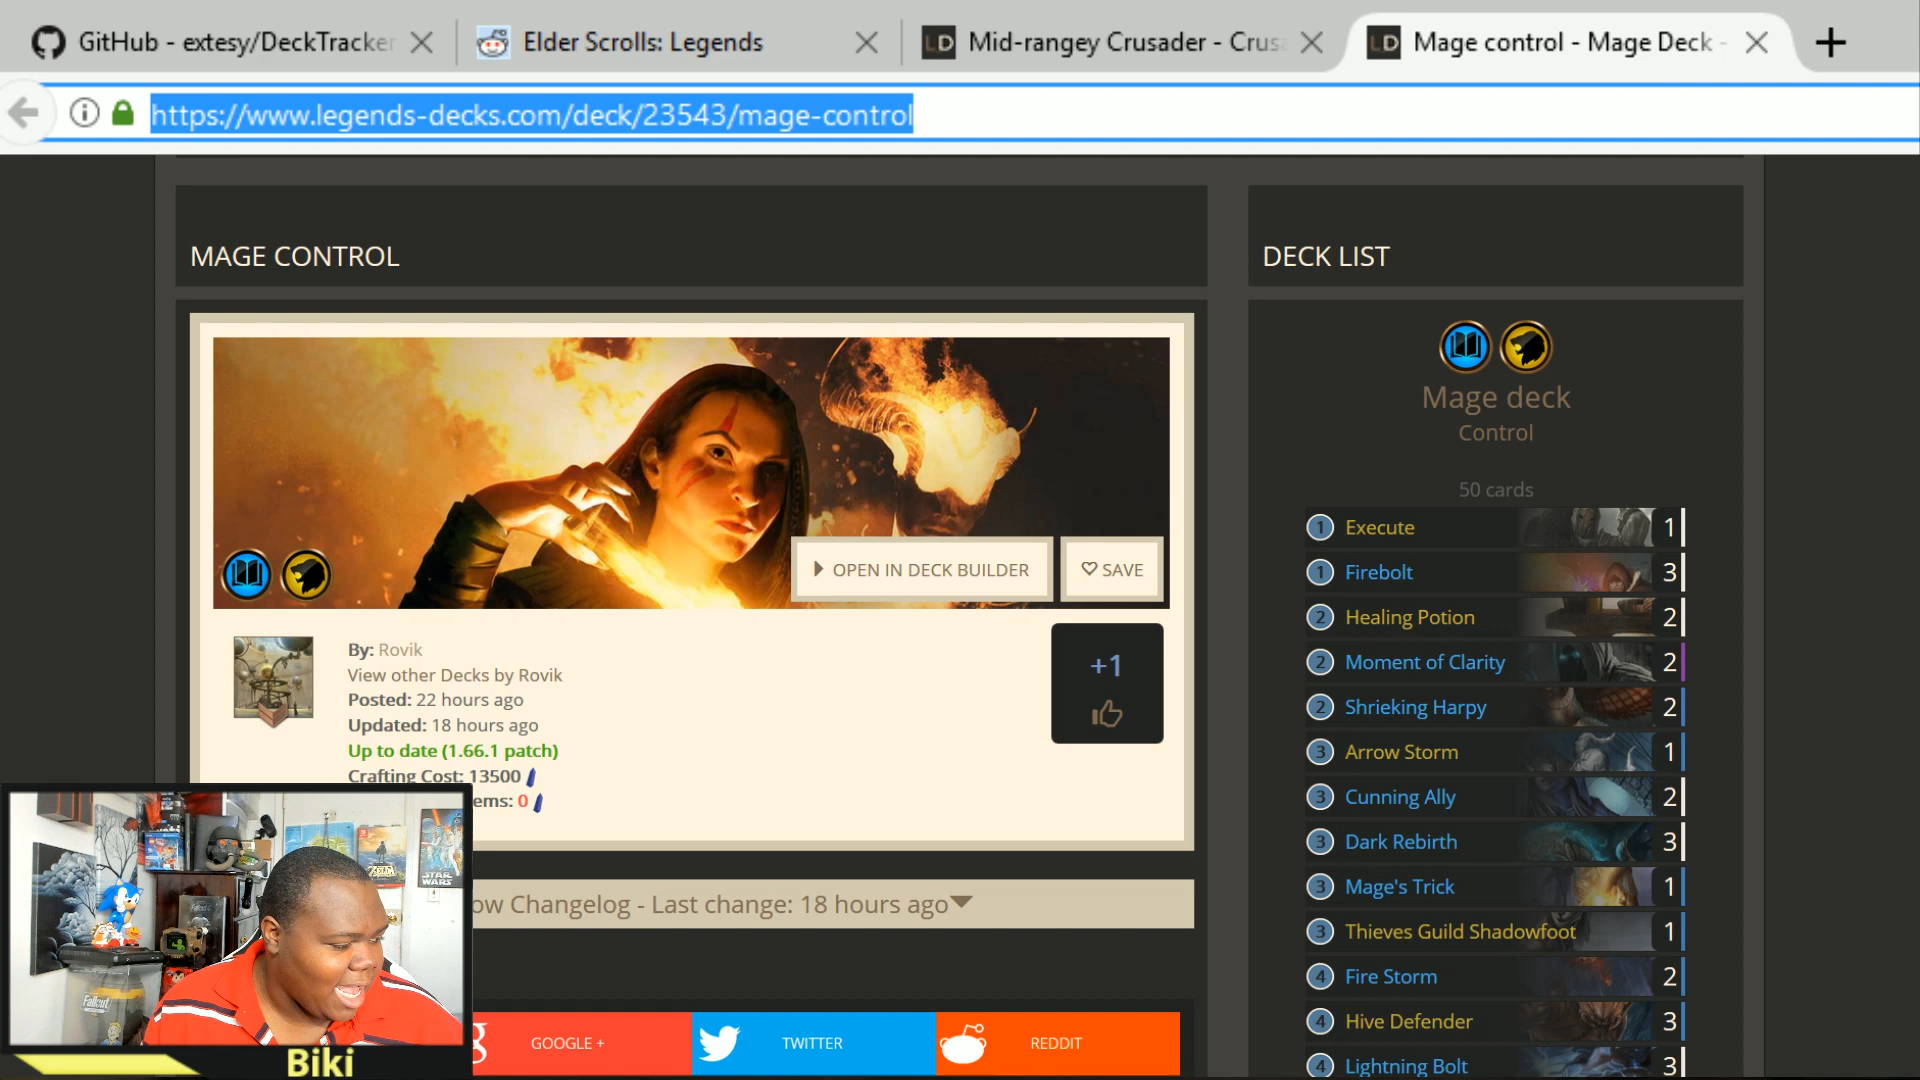 GitHub - extesy/DeckTracker
Elder Scrolls: Legends
LD Mid-rangey Crusader - Crus
LD Mage control - Mage Deck -
https://www.legends-decks.com/deck/23543/mage-control
MAGE CONTROL
OPEN IN DECK BUILDER
SAVE
By: Rovik
View other Decks by Rovik
Posted: 22 hours ago
Updated: 18 hours ago
Up to date (1.66.1 patch)
Crafting Cost: 13500
ems: 0
+1
ow Changelog - Last change: 18 hours ago
GOOGLE +
TWITTER
REDDIT
DECK LIST
Mage deck
Control
50 cards
1 Execute 1
1 Firebolt 3
2 Healing Potion 2
2 Moment of Clarity 2
2 Shrieking Harpy 2
3 Arrow Storm 1
3 Cunning Ally 2
3 Dark Rebirth 3
3 Mage's Trick 1
3 Thieves Guild Shadowfoot 1
4 Fire Storm 2
4 Hive Defender 3
4 Lightning Bolt 3
ZELDA
STAR
WARS
Fallout
Biki